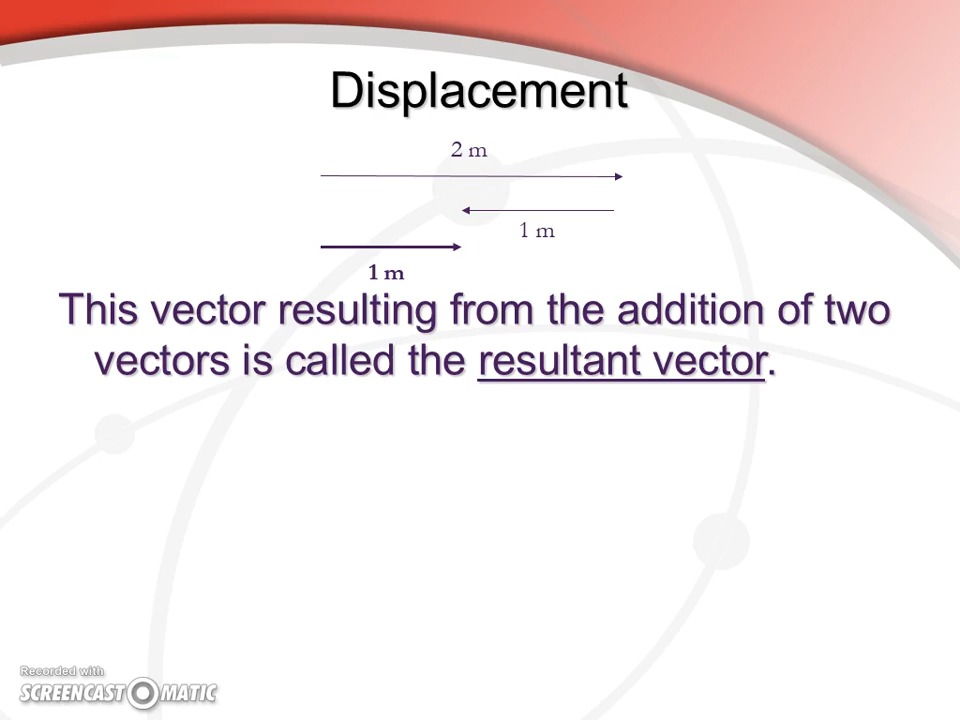 Displacement
2 m
1 m
1 m
This vector resulting from the addition of two
vectors is called the resultant vector.
Recorded with
SCREENCAST MATIC